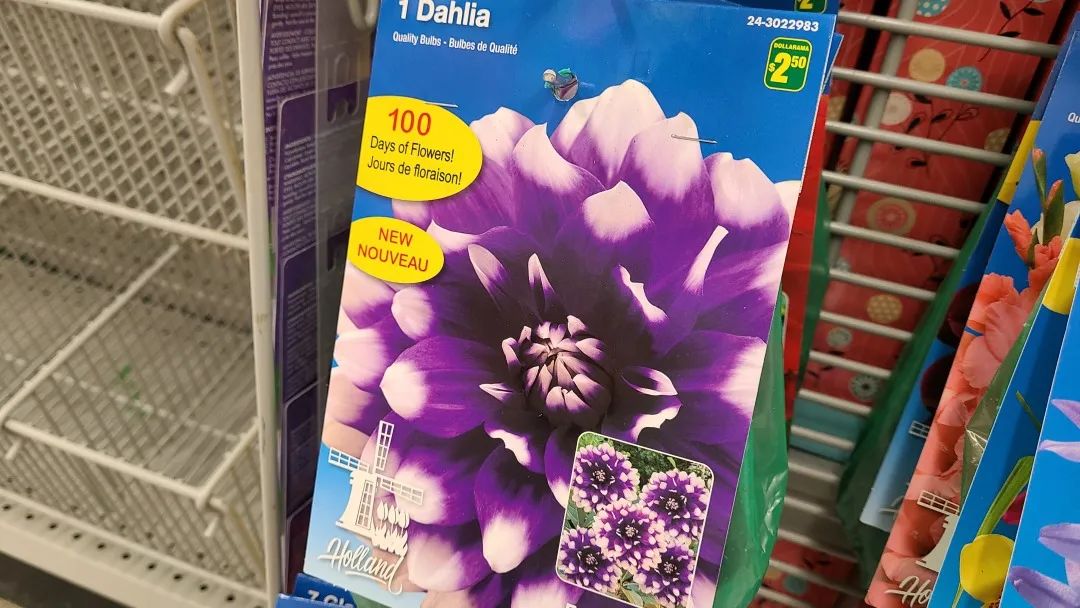 1 Dahlia
Quality Bulbs - Bulbes de Qualité
24-3022983
DOLLARAMA
$2.50
100
Days of Flowers!
Jours de floraison!
NEW
NOUVEAU
Holland
Ho